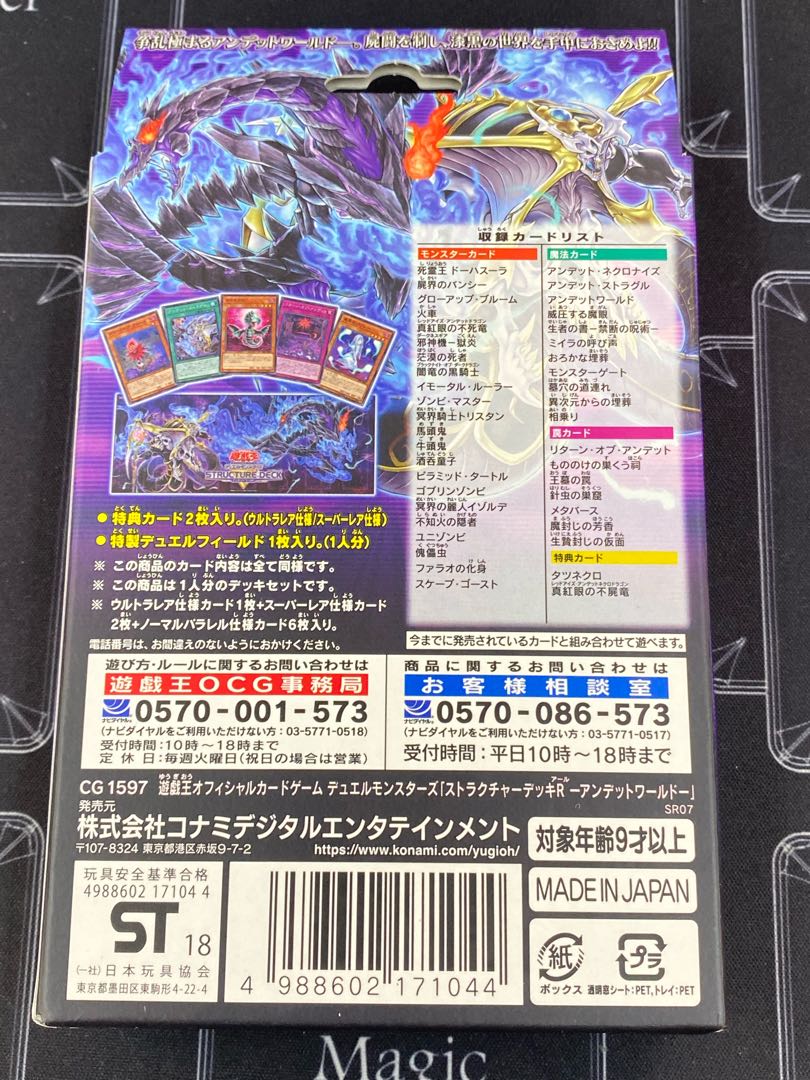 争乱極まるアンデットワールドー。屍闘を制し、漆黒の世界を手中におさめよ!!
収録カードリスト
モンスターカード
死霊王 ドーハスーラ
屍界のバンシー
グローアップ・ブルーム
火車
真紅眼の不死竜
邪神機－獄炎
茫漠の死者
闇竜の黒騎士
イモータル・ルーラー
ゾンビ・マスター
冥界騎士トリスタン
馬頭鬼
牛頭鬼
酒呑童子
ピラミッド・タートル
ゴブリンゾンビ
冥界の麗人イゾルデ
不知火の隠者
ユニゾンビ
傀儡虫
ファラオの化身
スケープ・ゴースト
魔法カード
アンデット・ネクロナイズ
アンデット・ストラグル
アンデットワールド
威圧する魔眼
生者の書－禁断の呪術－
ミイラの呼び声
おろかな埋葬
モンスターゲート
墓穴の道連れ
異次元からの埋葬
相乗り
罠カード
リターン・オブ・アンデット
もののけの巣くう祠
王墓の罠
針虫の巣窟
メタバース
魔封じの芳香
生贄封じの仮面
特典カード
タツネクロ
真紅眼の不屍竜
遊戯王
STRUCTURE DECK
● 特典カード2枚入り。(ウルトラレア仕様/スーパーレア仕様)
● 特製デュエルフィールド1枚入り。(1人分)
※ この商品のカード内容は全て同様です。
※ この商品は1人分のデッキセットです。
※ ウルトラレア仕様カード1枚+スーパーレア仕様カード
2枚+ノーマルパラレル仕様カード6枚入り。
電話番号は、お間違えのないようにおかけください。
今までに発売されているカードと組み合わせて遊べます。
遊び方・ルールに関するお問い合わせは
遊戯王OCG事務局
ナビダイヤル 0570-001-573
(ナビダイヤルをご利用いただけない方:03-5771-0518)
受付時間:10時～18時まで
定 休 日:毎週火曜日(祝日の場合は営業)
商品に関するお問い合わせは
お客様相談室
ナビダイヤル 0570-086-573
(ナビダイヤルをご利用いただけない方:03-5771-0517)
受付時間:平日10時～18時まで
CG1597 遊戯王オフィシャルカードゲーム デュエルモンスターズ「ストラクチャーデッキR －アンデットワールド－」
SR07
発売元
株式会社コナミデジタルエンタテインメント
〒107-8324 東京都港区赤坂9-7-2 https://www.konami.com/yugioh/
対象年齢9才以上
MADE IN JAPAN
玩具安全基準合格
4988602 17104 4
ST 18
(一社)日本玩具協会
東京都墨田区東駒形4-22-4
4 988602 171044
紙
ボックス
プラ
透明窓シート:PET,トレイ:PET
Magic